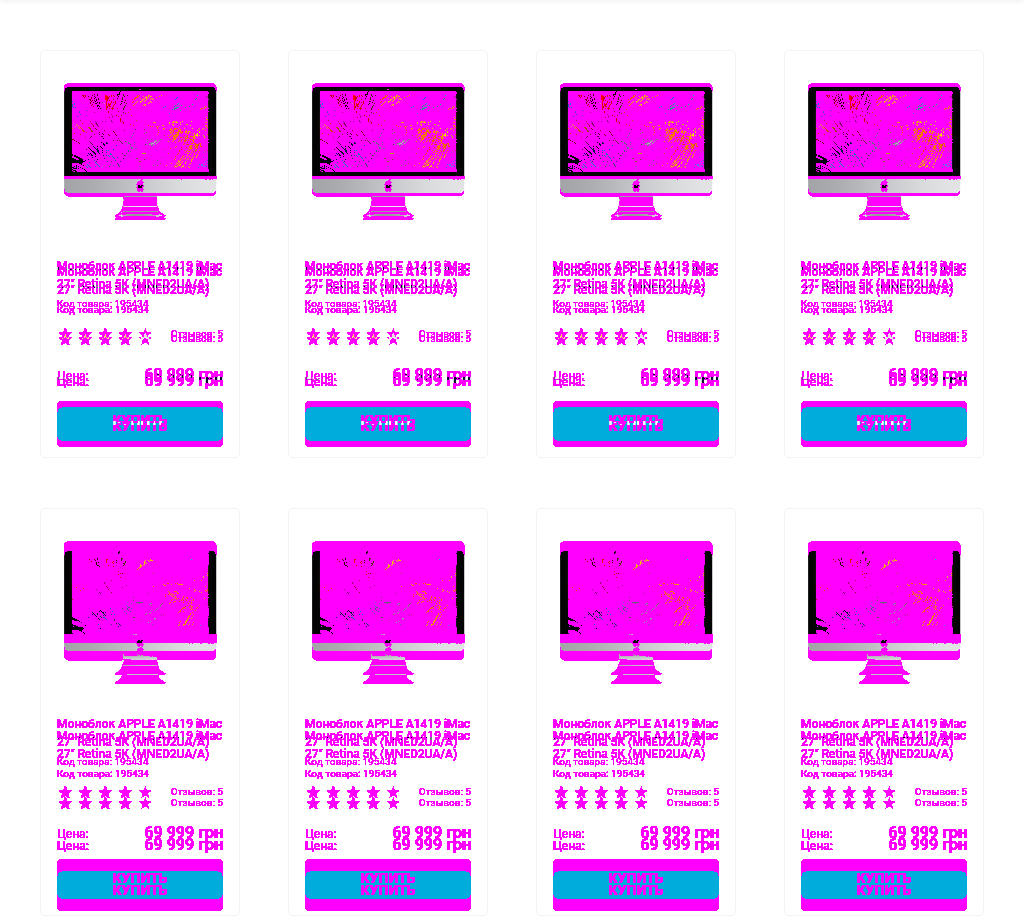 Моноблок APPLE A1419 iMac
27" Retina 5K (MNED2UA/A)
Код товара: 195434
Отзывов: 5
Цена: 69 999 грн
КУПИТЬ
Моноблок APPLE A1419 iMac
27" Retina 5K (MNED2UA/A)
Код товара: 195434
Отзывов: 5
Цена: 69 999 грн
КУПИТЬ
Моноблок APPLE A1419 iMac
27" Retina 5K (MNED2UA/A)
Код товара: 195434
Отзывов: 5
Цена: 69 999 грн
КУПИТЬ
Моноблок APPLE A1419 iMac
27" Retina 5K (MNED2UA/A)
Код товара: 195434
Отзывов: 5
Цена: 69 999 грн
КУПИТЬ
Моноблок APPLE A1419 iMac
27" Retina 5K (MNED2UA/A)
Код товара: 195434
Отзывов: 5
Цена: 69 999 грн
КУПИТЬ
Моноблок APPLE A1419 iMac
27" Retina 5K (MNED2UA/A)
Код товара: 195434
Отзывов: 5
Цена: 69 999 грн
КУПИТЬ
Моноблок APPLE A1419 iMac
27" Retina 5K (MNED2UA/A)
Код товара: 195434
Отзывов: 5
Цена: 69 999 грн
КУПИТЬ
Моноблок APPLE A1419 iMac
27" Retina 5K (MNED2UA/A)
Код товара: 195434
Отзывов: 5
Цена: 69 999 грн
КУПИТЬ